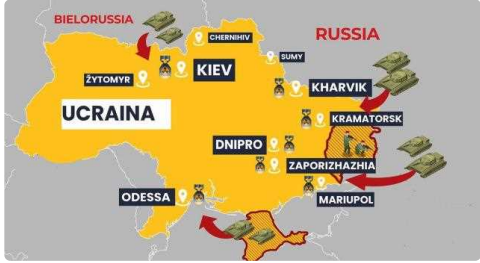 BIELORUSSIA
RUSSIA
CHERNIHIV
SUMY
KIEV
ŽYTOMYR
KHARVIK
UCRAINA
KRAMATORSK
DNIPRO
ZAPORIZHAZHIA
ODESSA
MARIUPOL